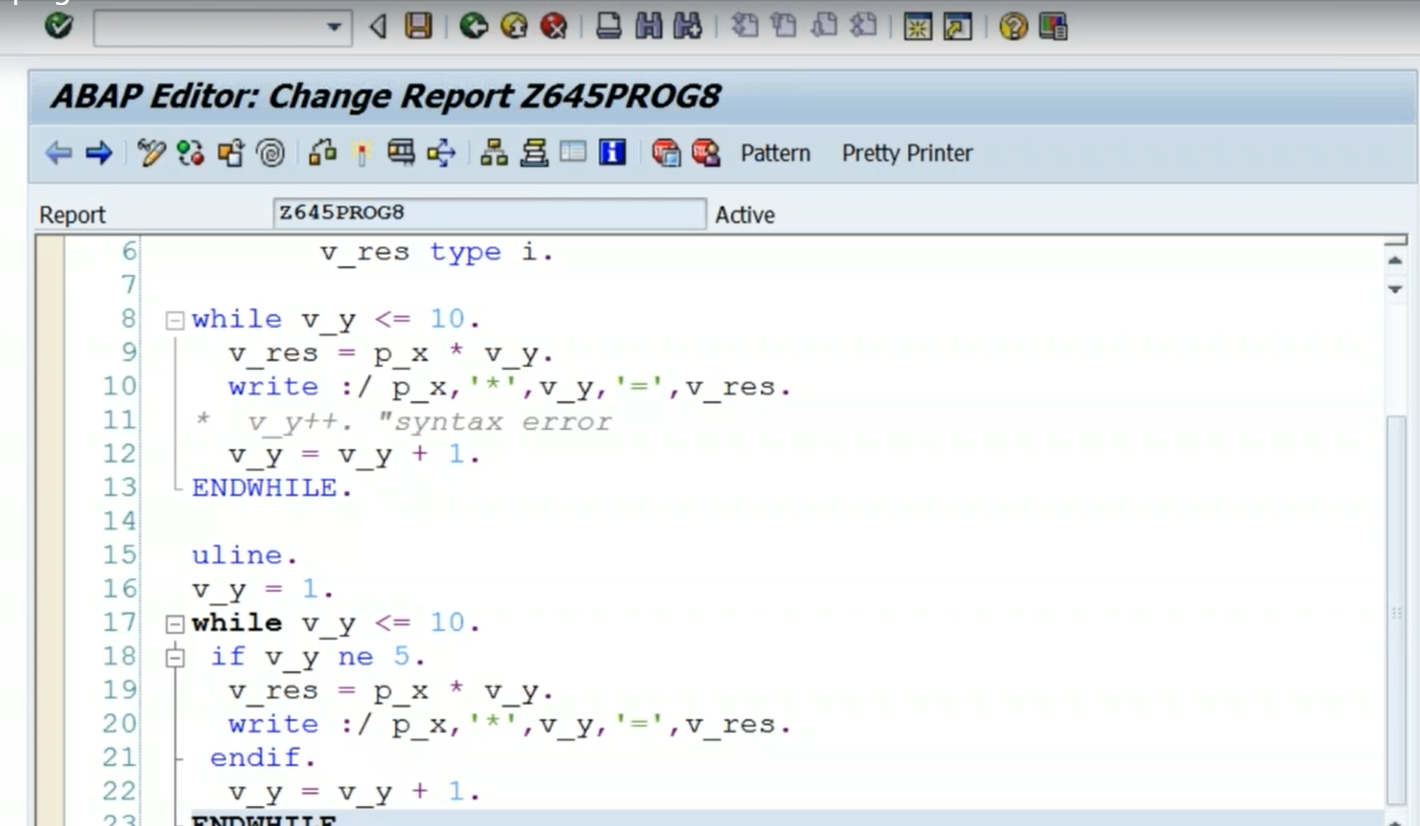 ABAP Editor: Change Report Z645PROG8
Pattern Pretty Printer
Report Z645PROG8 Active
6 v_res type i.
7
8 while v_y <= 10.
9 v_res = p_x * v_y.
10 write :/ p_x,'*',v_y,'=',v_res.
11 * v_y++. "syntax error
12 v_y = v_y + 1.
13 ENDWHILE.
14
15 uline.
16 v_y = 1.
17 while v_y <= 10.
18 if v_y ne 5.
19 v_res = p_x * v_y.
20 write :/ p_x,'*',v_y,'=',v_res.
21 endif.
22 v_y = v_y + 1.
23 ENDWHILE